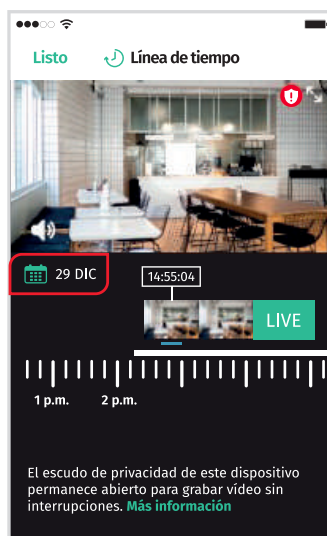 Listo
Línea de tiempo
29 DIC
14:55:04
LIVE
1 p.m. 2 p.m.
El escudo de privacidad de este dispositivo
permanece abierto para grabar vídeo sin
interrupciones. Más información